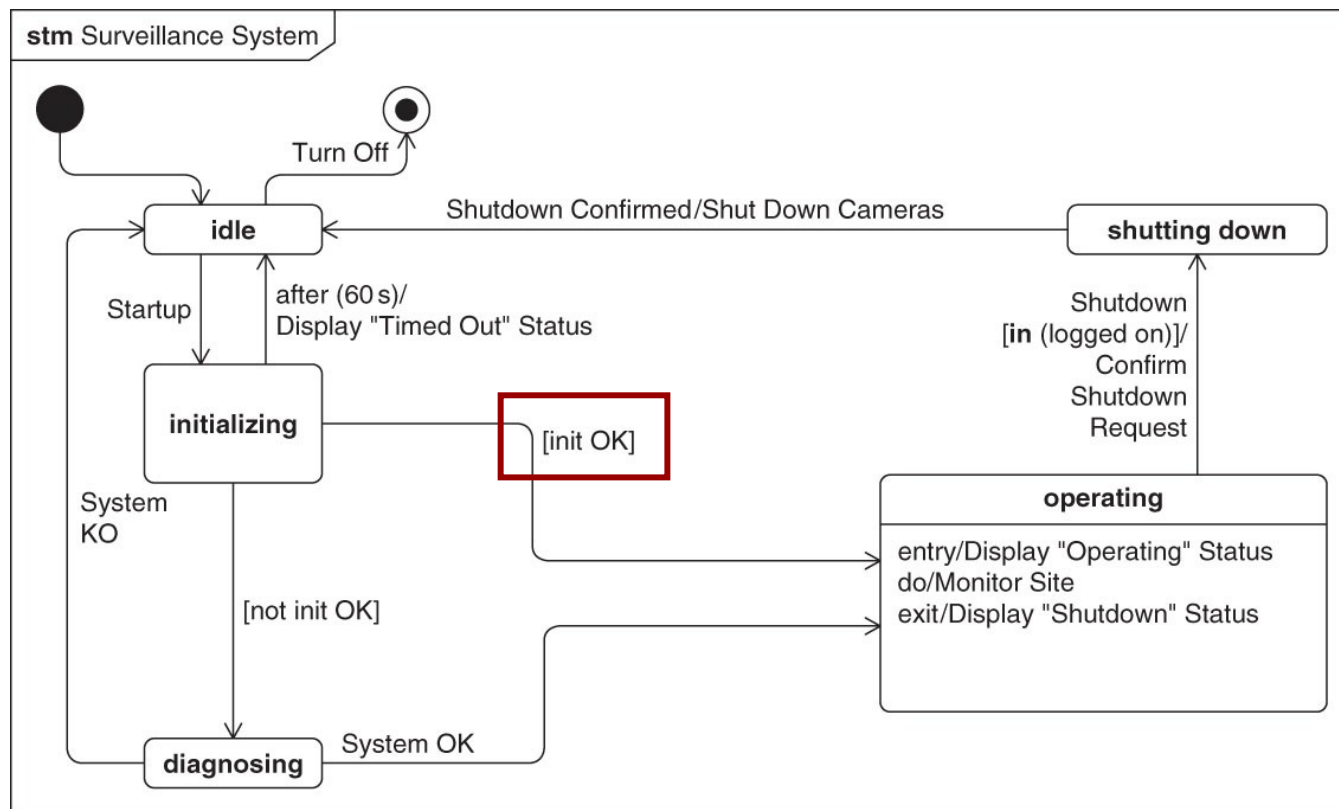 stm Surveillance System
Turn Off
idle
Shutdown Confirmed/Shut Down Cameras
shutting down
Startup
after (60 s)/
Display "Timed Out" Status
Shutdown
[in (logged on)]/
Confirm
Shutdown
Request
initializing
[init OK]
System
KO
operating
entry/Display "Operating" Status
do/Monitor Site
exit/Display "Shutdown" Status
[not init OK]
System OK
diagnosing